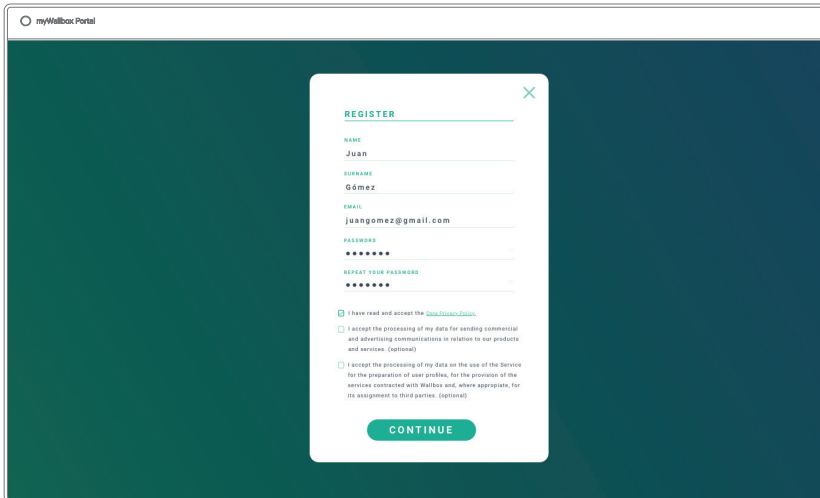 myWallbox Portal
REGISTER
NAME
Juan
SURNAME
Gómez
EMAIL
juangomez@gmail.com
PASSWORD
●●●●●●●
REPEAT YOUR PASSWORD
●●●●●●●
I have read and accept the Data Privacy Policy.
I accept the processing of my data for sending commercial
and advertising communications in relation to our products
and services. (optional)
I accept the processing of my data on the use of the Service
for the preparation of user profiles, for the provision of the
services contracted with Wallbox and, where appropiate, for
its assignment to third parties. (optional)
CONTINUE